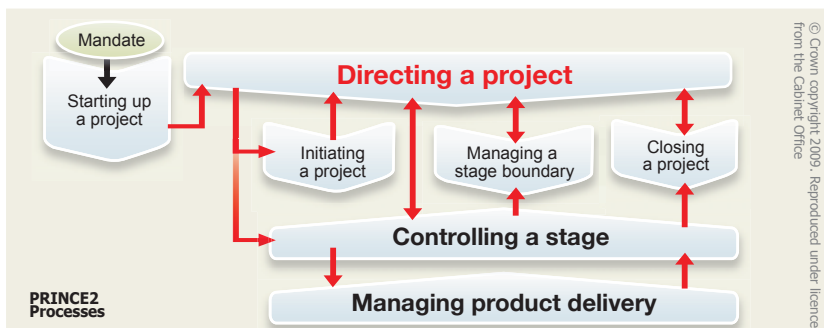 Mandate
Starting up
a project
Directing a project
Initiating
a project
Managing a
stage boundary
Closing
a project
Controlling a stage
Managing product delivery
PRINCE2
Processes
© Crown copyright 2009. Reproduced under licence
from the Cabinet Office